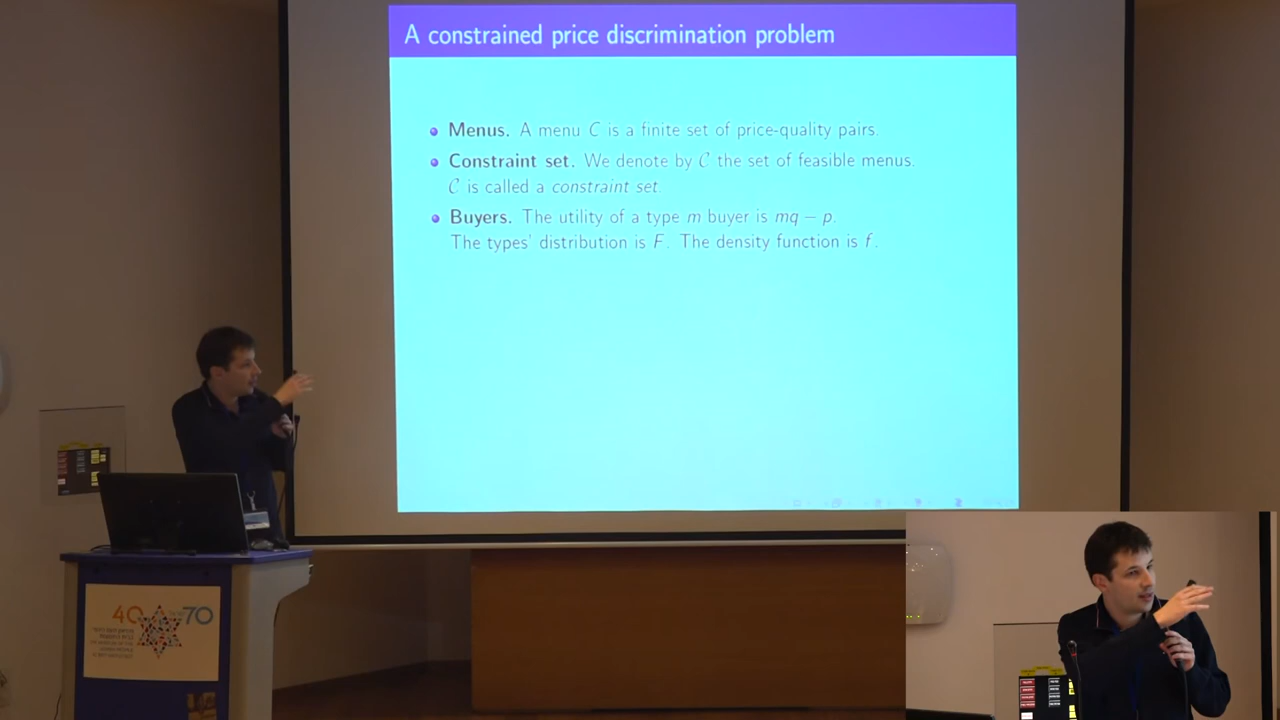 A constrained price discrimination problem
Menus. A menu C is a finite set of price-quality pairs.
Constraint set. We denote by 𝒞 the set of feasible menus.
𝒞 is called a constraint set.
Buyers. The utility of a type m buyer is mq − p.
The types' distribution is F. The density function is f.
40
70